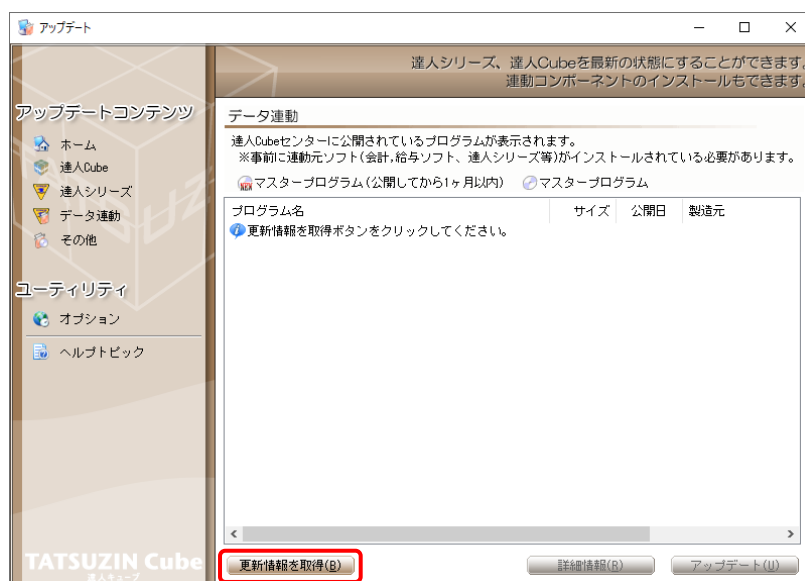 アップデート
達人シリーズ、達人Cubeを最新の状態にすることができます。
連動コンポーネントのインストールもできます。
アップデートコンテンツ
ホーム
達人Cube
達人シリーズ
データ連動
その他
ユーティリティ
オプション
ヘルプトピック
TATSUZIN Cube
達人キューブ
データ連動
達人Cubeセンターに公開されているプログラムが表示されます。
※事前に連動元ソフト(会計,給与ソフト、達人シリーズ等)がインストールされている必要があります。
マスタープログラム(公開してから1ヶ月以内) マスタープログラム
プログラム名 サイズ 公開日 製造元
更新情報を取得ボタンをクリックしてください。
更新情報を取得(B) 詳細情報(R) アップデート(U)